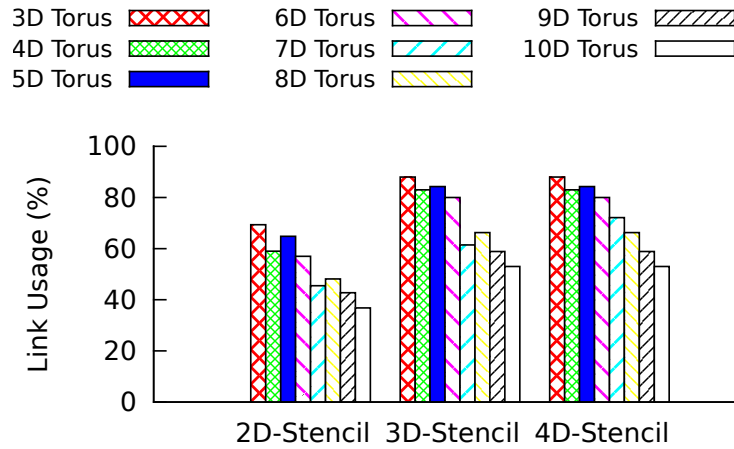 3D Torus 6D Torus 9D Torus
4D Torus 7D Torus 10D Torus
5D Torus 8D Torus
100
80
60
40
20
0
Link Usage (%)
2D-Stencil 3D-Stencil 4D-Stencil